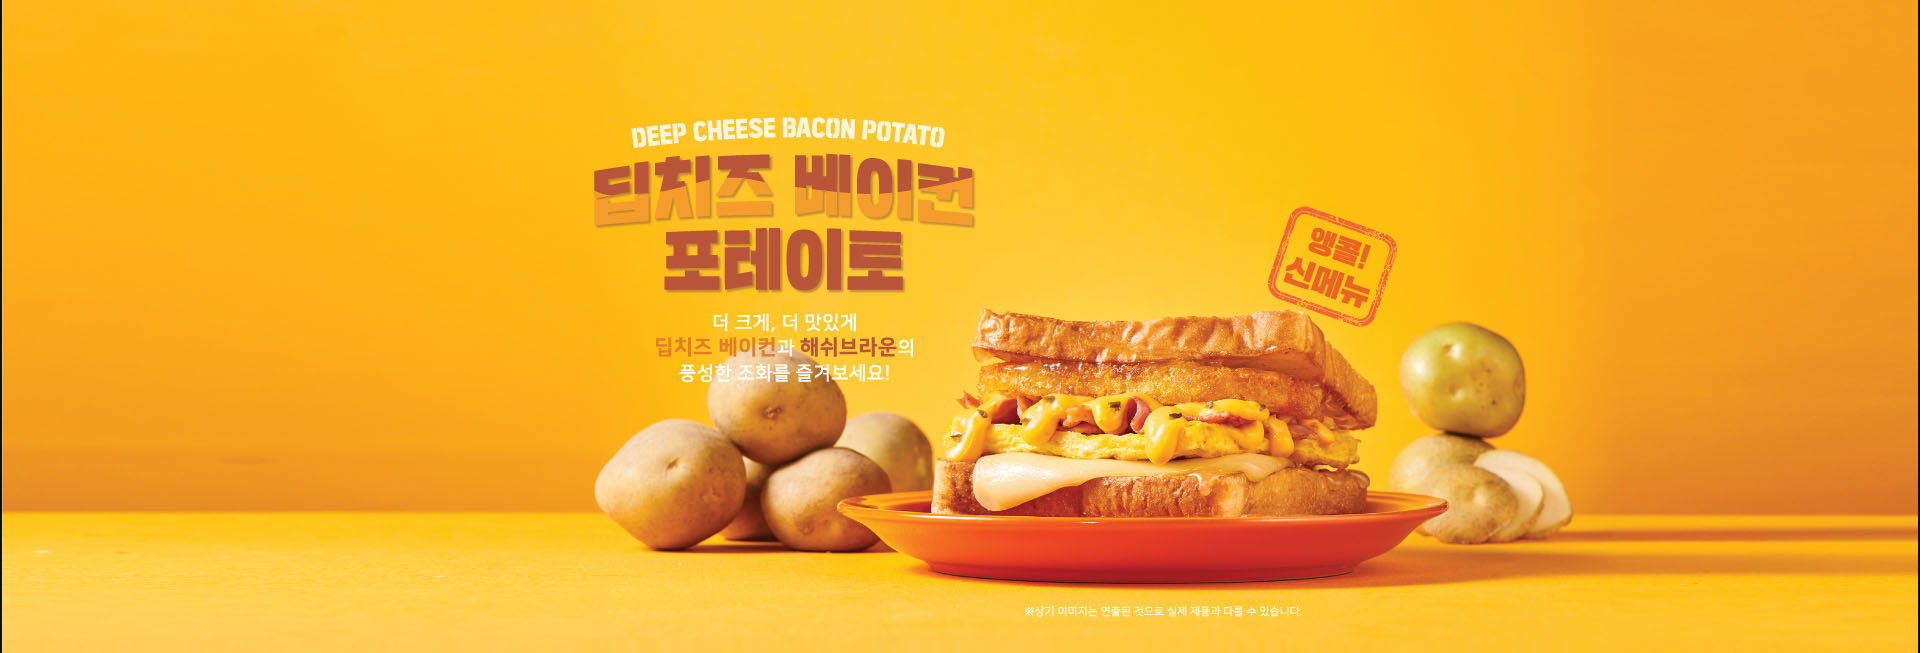 DEEP CHEESE BACON POTATO
딥치즈 베이컨
포테이토
더 크게, 더 맛있게
딥치즈 베이컨과 해쉬브라운의
풍성한 조화를 즐겨보세요!
앵콜!
신메뉴
※상기 이미지는 연출된 것으로 실제 제품과 다를 수 있습니다.